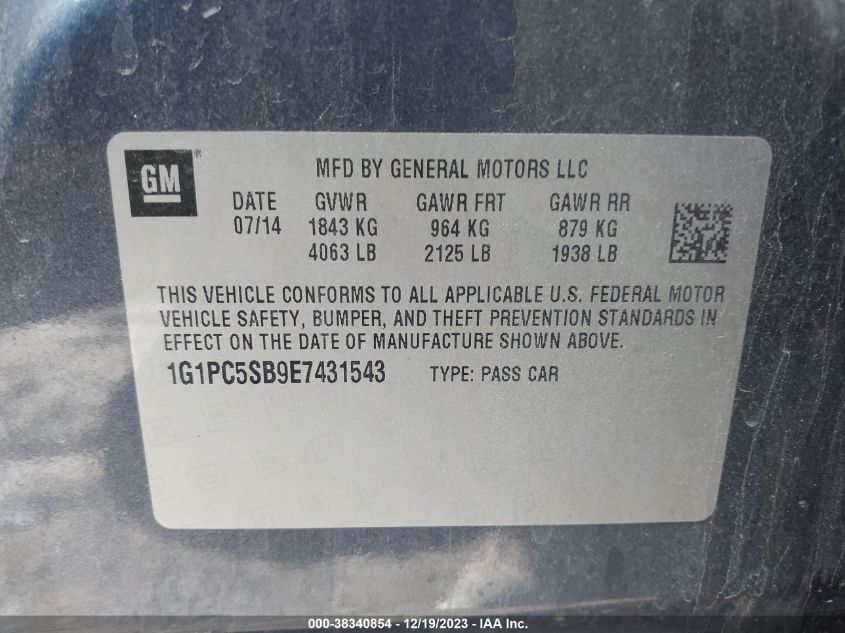 GM® MFD BY GENERAL MOTORS LLC
DATE GVWR GAWR FRT GAWR RR
07/14 1843 KG 964 KG 879 KG
4063 LB 2125 LB 1938 LB
THIS VEHICLE CONFORMS TO ALL APPLICABLE U.S. FEDERAL MOTOR
VEHICLE SAFETY, BUMPER, AND THEFT PREVENTION STANDARDS IN
EFFECT ON THE DATE OF MANUFACTURE SHOWN ABOVE.
1G1PC5SB9E7431543 TYPE: PASS CAR
000-38340854 - 12/19/2023 - IAA Inc.